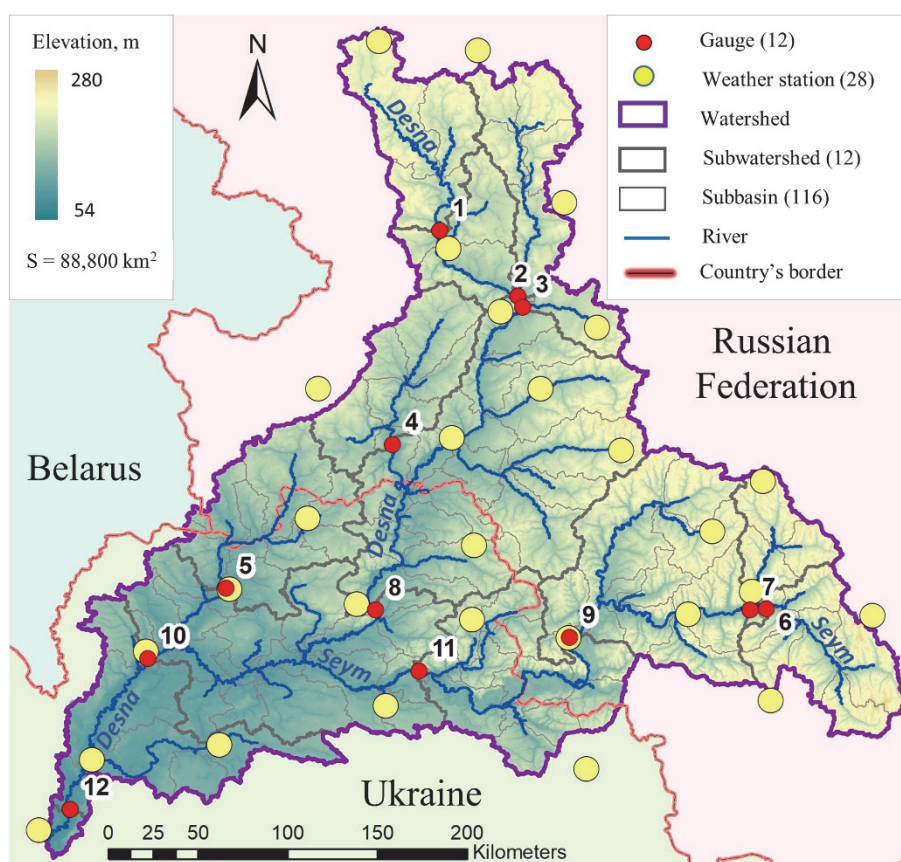 Elevation, m
280
54
S = 88,800 km²
N
Gauge (12)
Weather station (28)
Watershed
Subwatershed (12)
Subbasin (116)
River
Country's border
Desna
1
2
3
Russian
Federation
4
Belarus
Desna
5
8
7
9
6
10
11
Seym
Seym
Desna
12
Ukraine
0 25 50 100 150 200
Kilometers